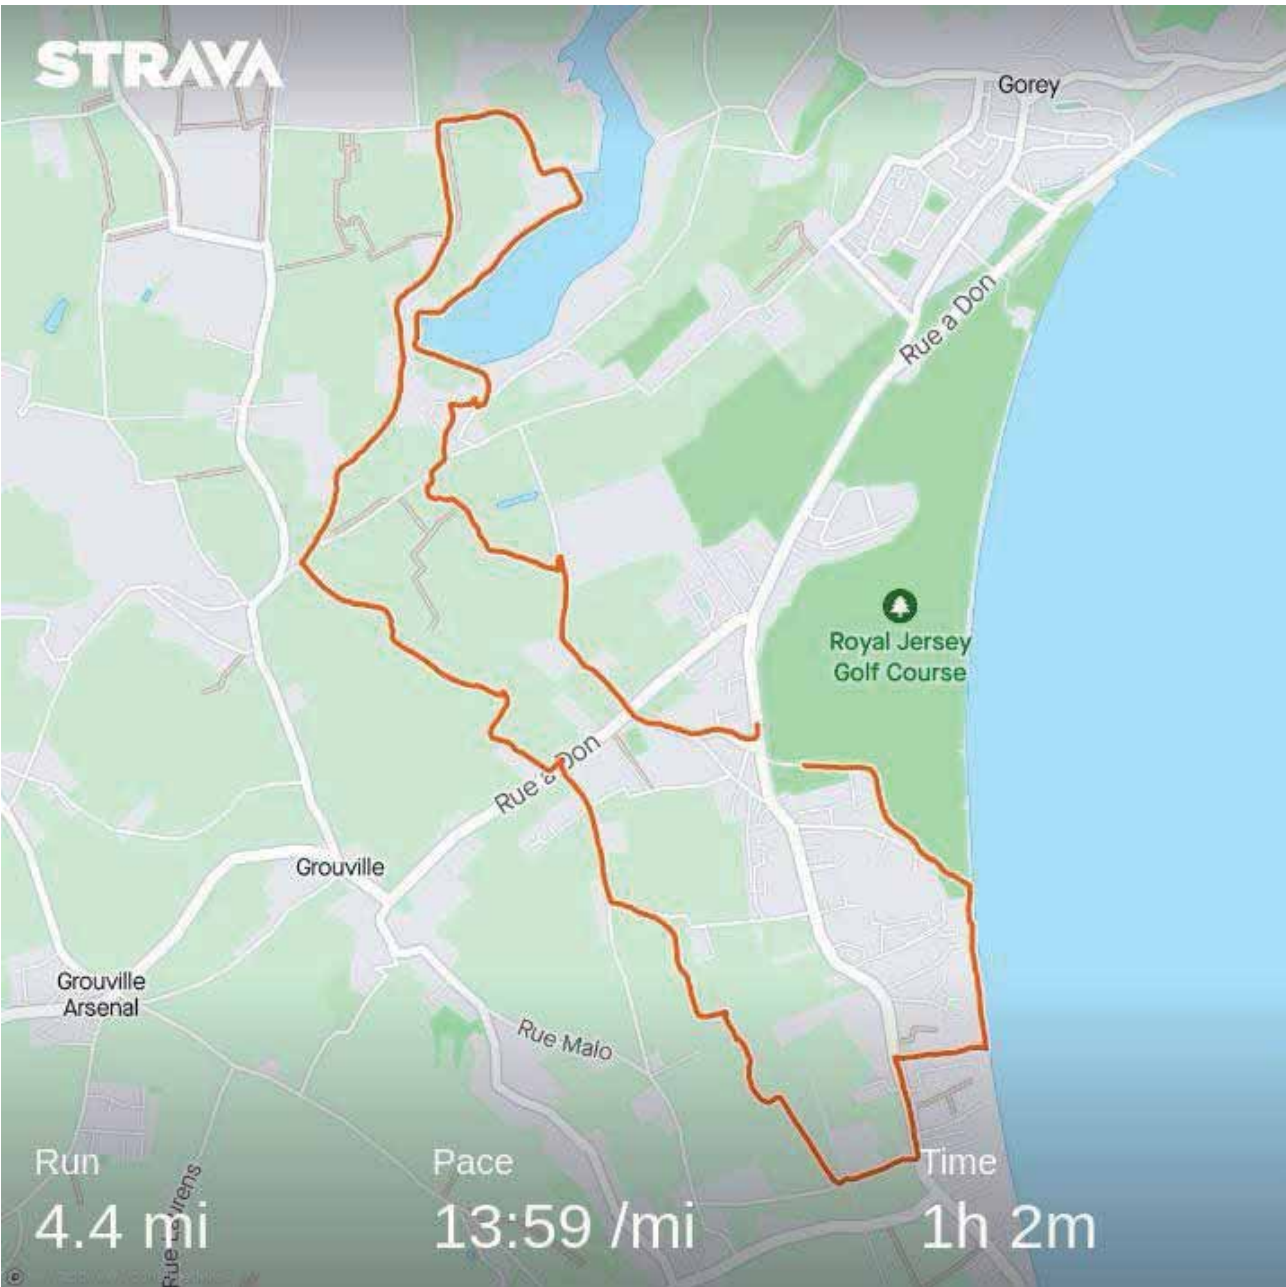 STRAVA
Gorey
Rue a Don
Royal Jersey
Golf Course
Rue a Don
Grouville
Grouville
Arsenal
Rue Malo
Run
Pace
Time
4.4 mi
13:59 /mi
1h 2m